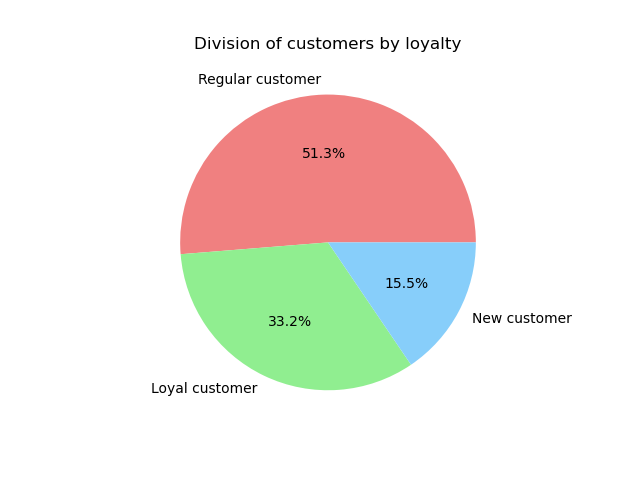 Division of customers by loyalty
Regular customer
51.3%
15.5%
New customer
33.2%
Loyal customer